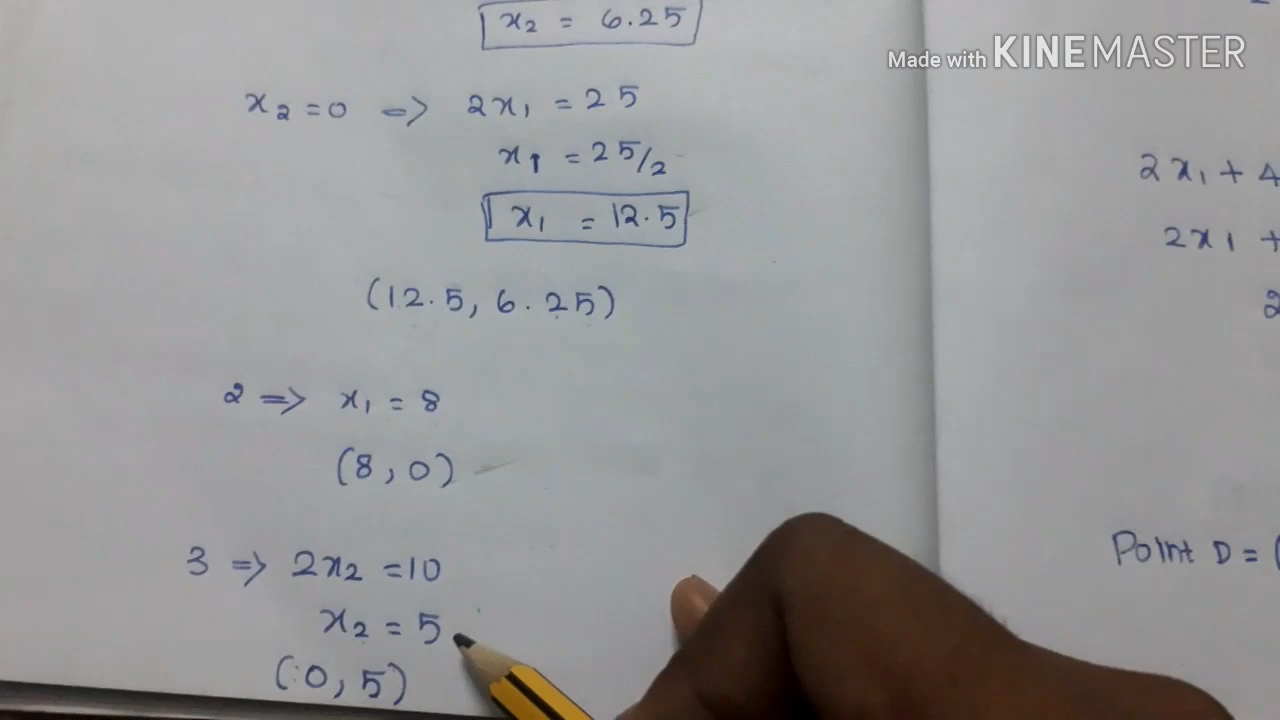 x₂ = 6.25
Made with KINEMASTER
x₂ = 0 => 2x₁ = 25
x₁ = 25/2
x₁ = 12.5
(12.5, 6.25)
2 => x₁ = 8
(8, 0)
3 => 2x₂ = 10
x₂ = 5
(0, 5)
2x₁ + 4
2x₁ +
2
Point D = (